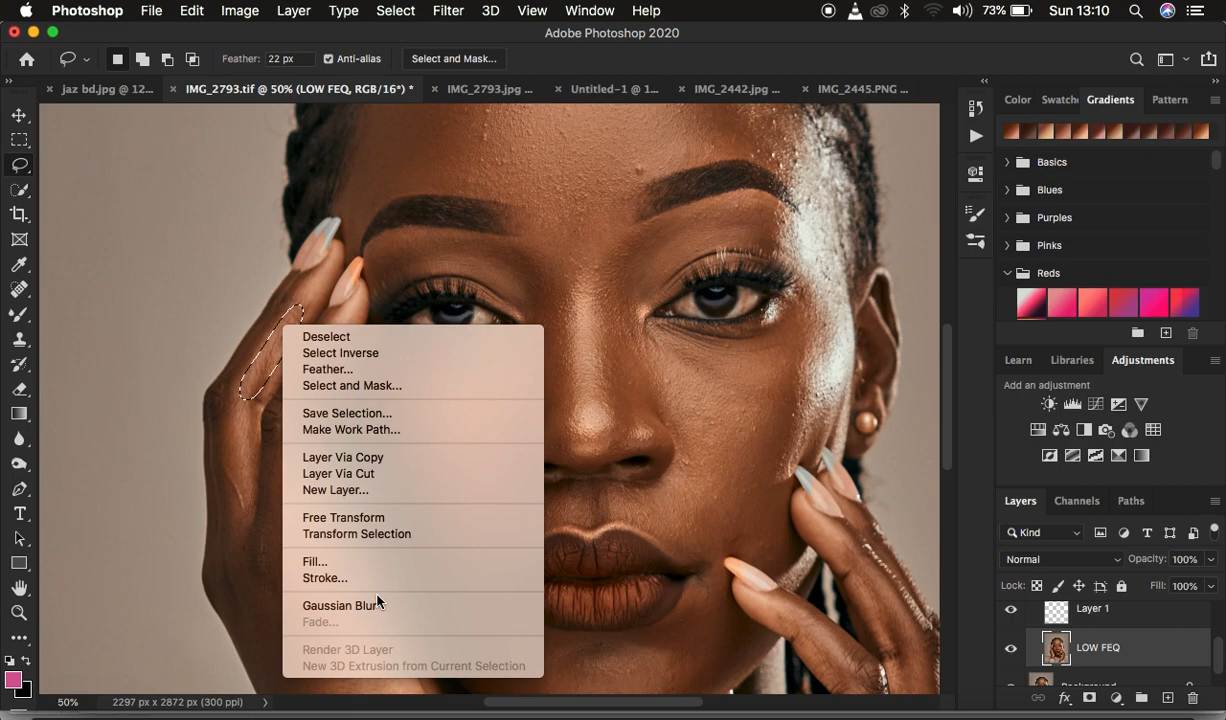 Photoshop File Edit Image Layer Type Select Filter 3D View Window Help 73% Sun 13:10
Adobe Photoshop 2020
Feather: 22 px Anti-alias Select and Mask...
jaz bd.jpg @ 12... IMG_2793.tif @ 50% (LOW FEQ, RGB/16*) * IMG_2793.jpg ... Untitled-1 @ 1... IMG_2442.jpg ... IMG_2445.PNG ...
Color Swatche Gradients Pattern
Basics
Blues
Purples
Pinks
Reds
Deselect
Select Inverse
Feather...
Select and Mask...
Save Selection...
Make Work Path...
Layer Via Copy
Layer Via Cut
New Layer...
Free Transform
Transform Selection
Fill...
Stroke...
Gaussian Blur
Fade...
Render 3D Layer
New 3D Extrusion from Current Selection
Learn Libraries Adjustments
Add an adjustment
Layers Channels Paths
Kind
Normal Opacity: 100%
Lock: Fill: 100%
Layer 1
LOW FEQ
Background
50% 2297 px x 2872 px (300 ppi)